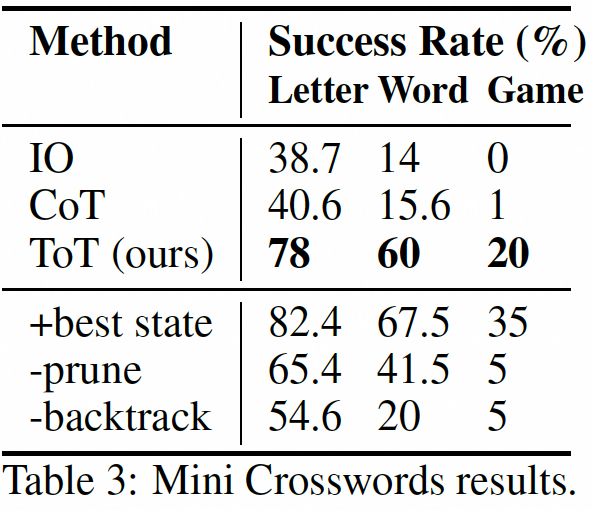 Method Success Rate (%)
Letter Word Game
IO 38.7 14 0
CoT 40.6 15.6 1
ToT (ours) 78 60 20
+best state 82.4 67.5 35
-prune 65.4 41.5 5
-backtrack 54.6 20 5
Table 3: Mini Crosswords results.